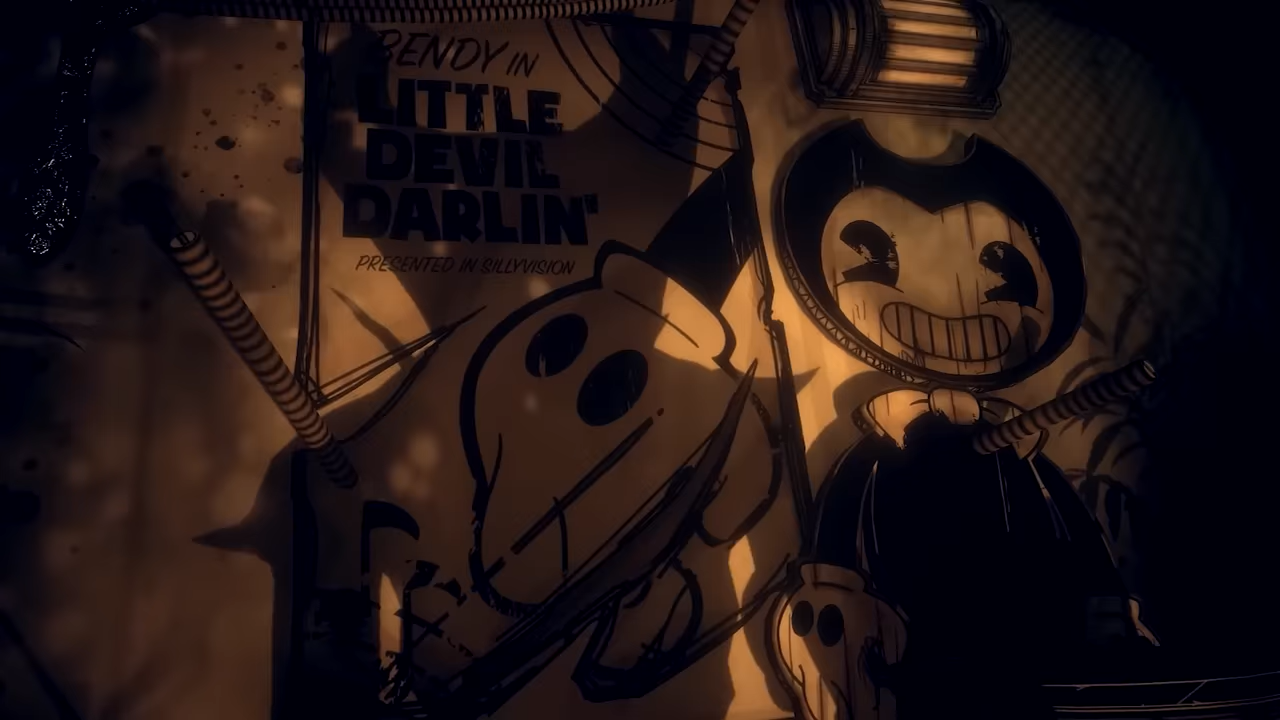 BENDY IN
LITTLE
DEVIL
DARLIN'
PRESENTED IN SILLYVISION